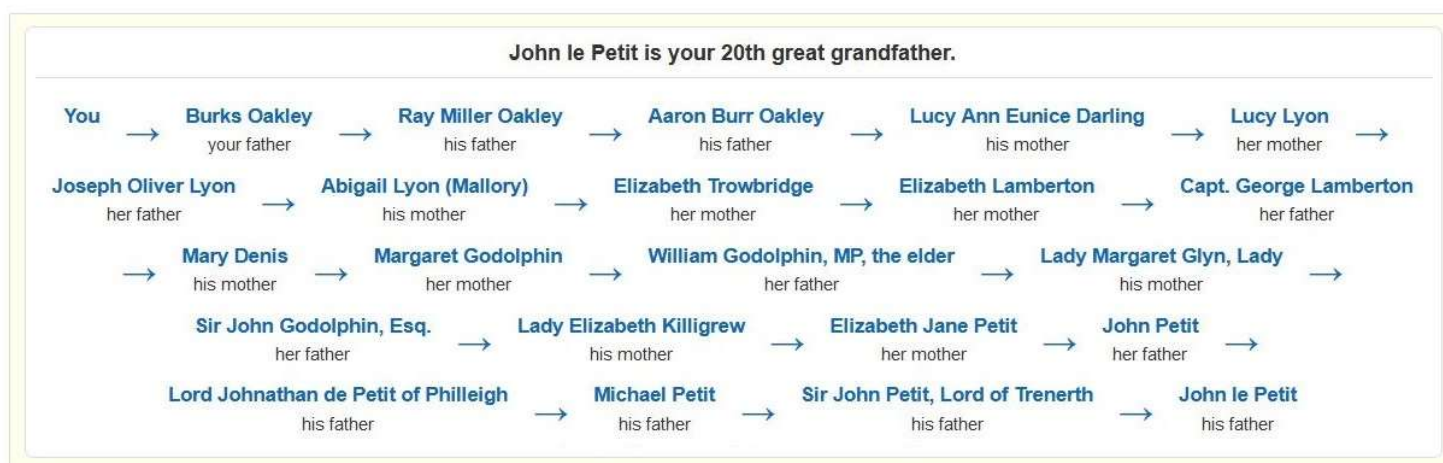 John le Petit is your 20th great grandfather.
You → Burks Oakley → Ray Miller Oakley → Aaron Burr Oakley → Lucy Ann Eunice Darling → Lucy Lyon →
your father his father his father his mother her mother
Joseph Oliver Lyon → Abigail Lyon (Mallory) → Elizabeth Trowbridge → Elizabeth Lamberton → Capt. George Lamberton
her father his mother her mother her mother her father
→ Mary Denis → Margaret Godolphin → William Godolphin, MP, the elder → Lady Margaret Glyn, Lady →
his mother her mother her father his mother
Sir John Godolphin, Esq. → Lady Elizabeth Killigrew → Elizabeth Jane Petit → John Petit →
her father his mother her mother her father
Lord Johnathan de Petit of Philleigh → Michael Petit → Sir John Petit, Lord of Trenerth → John le Petit
his father his father his father his father